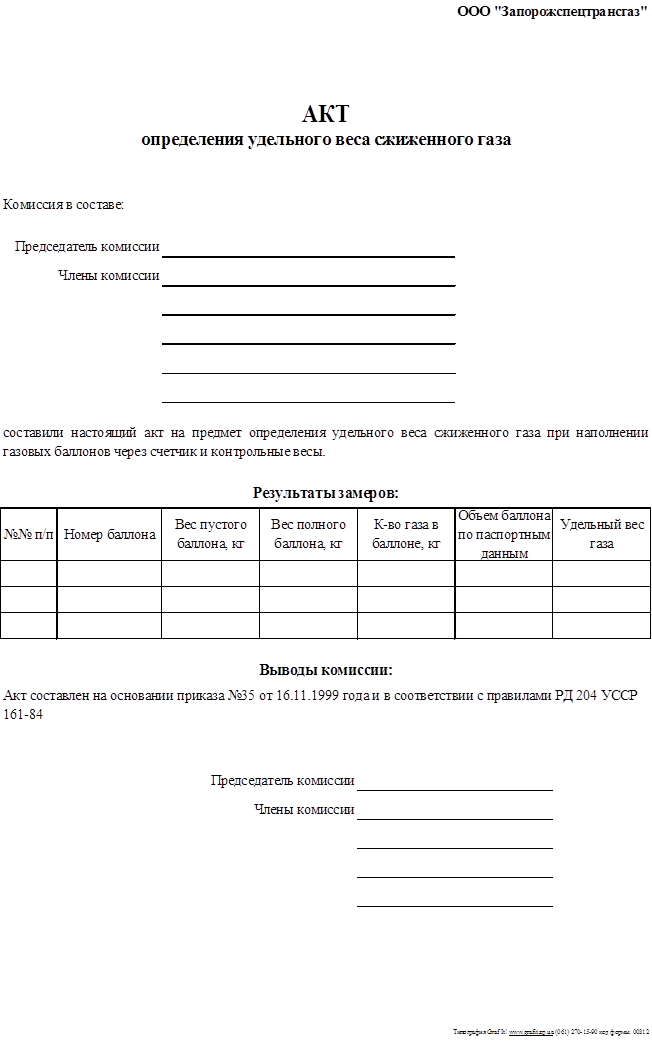 ООО "Запорожспецтрансгаз"
АКТ
определения удельного веса сжиженного газа
Комиссия в составе:
Председатель комиссии
Члены комиссии
составили настоящий акт на предмет определения удельного веса сжиженного газа при наполнении
газовых баллонов через счетчик и контрольные весы.
Результаты замеров:
№№ п/п Номер баллона Вес пустого баллона, кг Вес полного баллона, кг К-во газа в баллоне, кг Объем баллона по паспортным данным Удельный вес газа
Выводы комиссии:
Акт составлен на основании приказа №35 от 16.11.1999 года и в соответствии с правилами РД 204 УССР
161-84
Председатель комиссии
Члены комиссии
Типография Graf It! www.grafit.zp.ua (061) 270-15-90 код формы: 00312